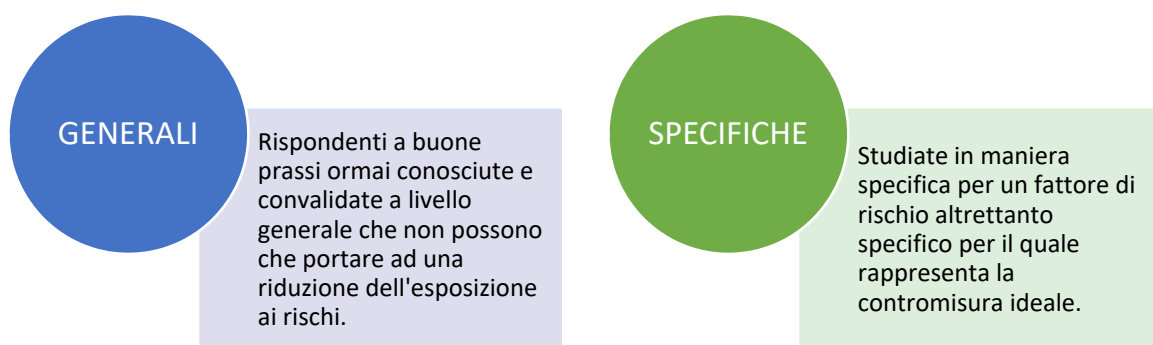 GENERALI
Rispondenti a buone
prassi ormai conosciute e
convalidate a livello
generale che non possono
che portare ad una
riduzione dell'esposizione
ai rischi.
SPECIFICHE
Studiate in maniera
specifica per un fattore di
rischio altrettanto
specifico per il quale
rappresenta la
contromisura ideale.